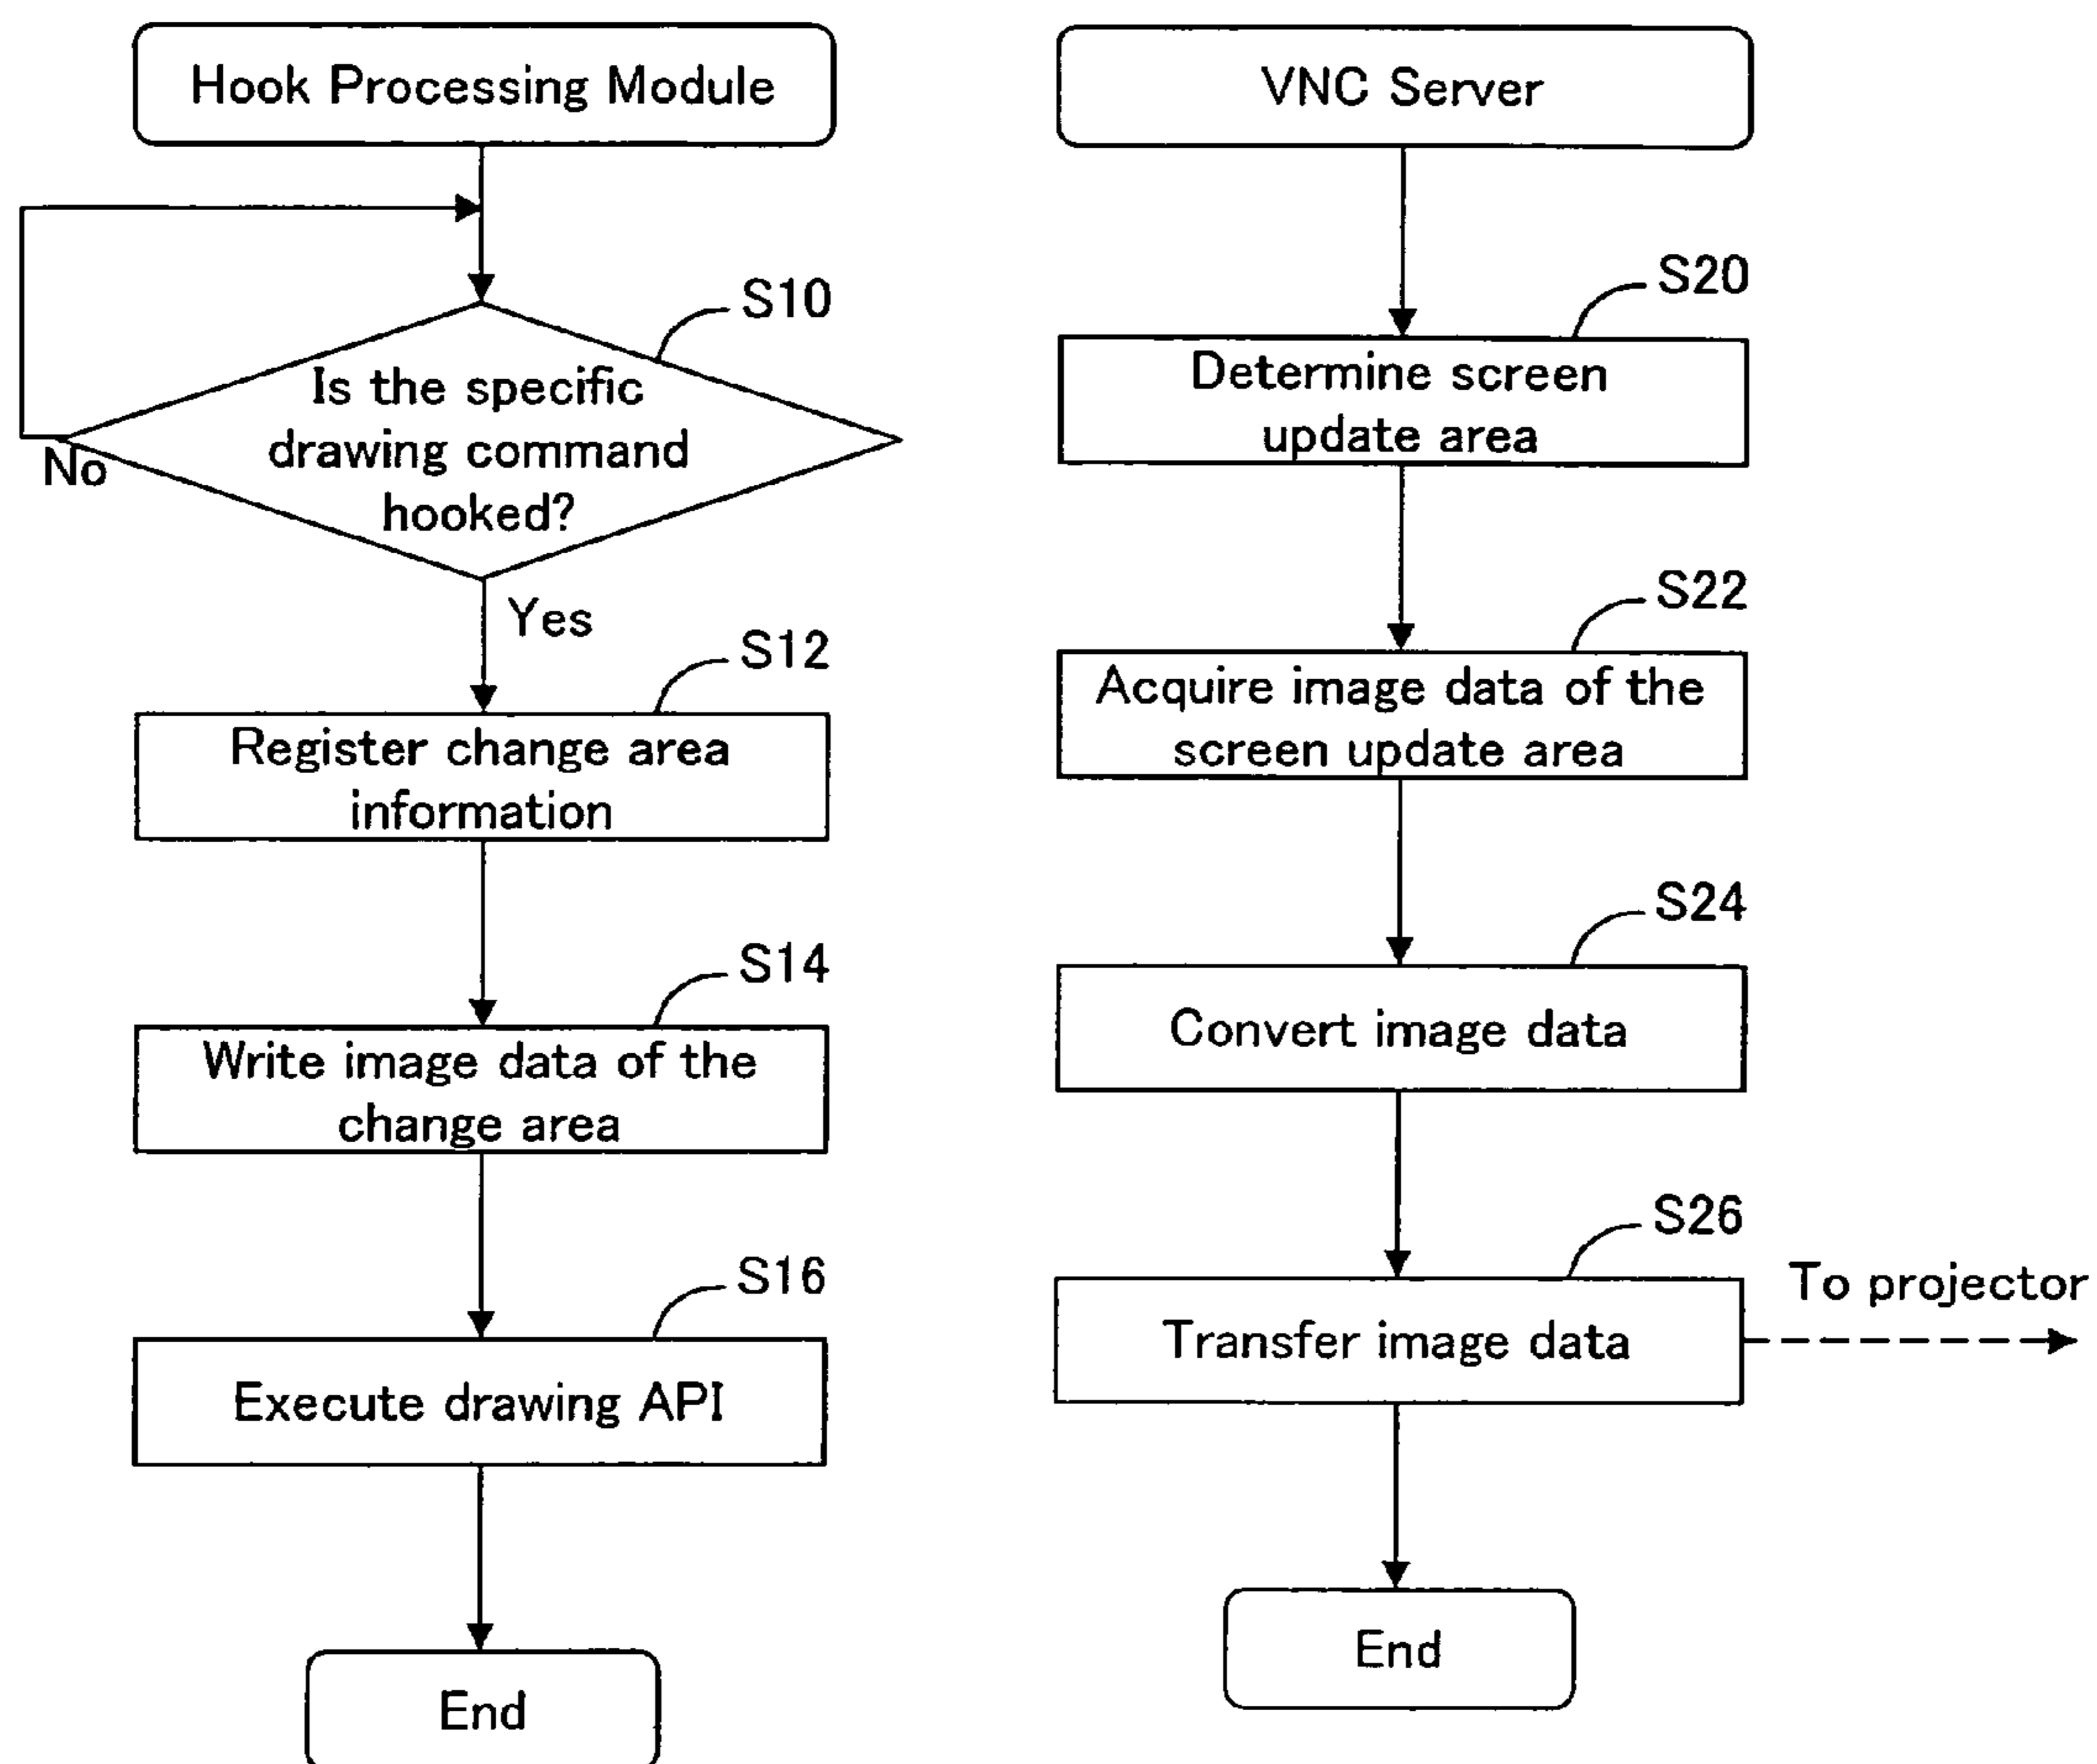 Hook Processing Module
S10
Is the specific
drawing command
hooked?
No
Yes
S12
Register change area
information
S14
Write image data of the
change area
S16
Execute drawing API
End
VNC Server
S20
Determine screen
update area
S22
Acquire image data of the
screen update area
S24
Convert image data
S26
Transfer image data
To projector
End